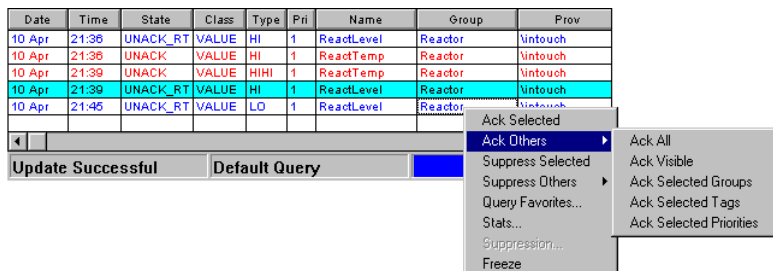 Date Time State Class Type Pri Name Group Prov
10 Apr 21:36 UNACK_RT VALUE HI 1 ReactLevel Reactor \intouch
10 Apr 21:36 UNACK VALUE HI 1 ReactTemp Reactor \intouch
10 Apr 21:39 UNACK VALUE HIHI 1 ReactTemp Reactor \intouch
10 Apr 21:39 UNACK_RT VALUE HI 1 ReactLevel Reactor \intouch
10 Apr 21:45 UNACK_RT VALUE LO 1 ReactLevel Reactor \intouch
Update Successful Default Query
Ack Selected
Ack Others
Suppress Selected
Suppress Others
Query Favorites...
Stats...
Suppression...
Freeze
Ack All
Ack Visible
Ack Selected Groups
Ack Selected Tags
Ack Selected Priorities